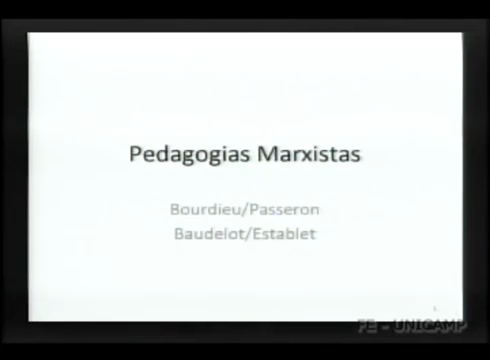 Pedagogias Marxistas
Bourdieu/Passeron
Baudelot/Establet
FE - UNICAMP